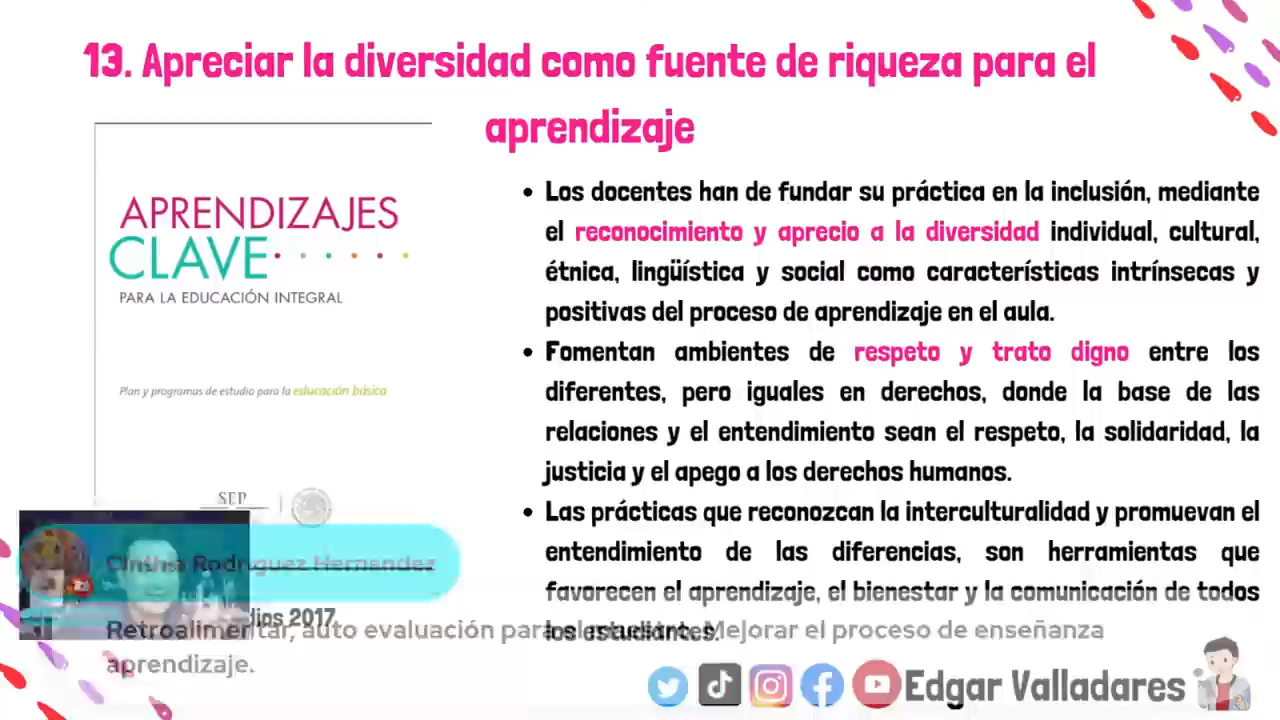 13. Apreciar la diversidad como fuente de riqueza para el
aprendizaje
APRENDIZAJES
CLAVE
PARA LA EDUCACIÓN INTEGRAL
Plan y programas de estudio para la educación básica
SEP
• Los docentes han de fundar su práctica en la inclusión, mediante
el reconocimiento y aprecio a la diversidad individual, cultural,
étnica, lingüística y social como características intrínsecas y
positivas del proceso de aprendizaje en el aula.
• Fomentan ambientes de respeto y trato digno entre los
diferentes, pero iguales en derechos, donde la base de las
relaciones y el entendimiento sean el respeto, la solidaridad, la
justicia y el apego a los derechos humanos.
• Las prácticas que reconozcan la interculturalidad y promuevan el
entendimiento de las diferencias, son herramientas que
favorecen el aprendizaje, el bienestar y la comunicación de todos
los estudiantes.
Cinthia Rodriguez Hernandez
2017.
Retroalimentar, auto evaluación para Mejorar el proceso de enseñanza
aprendizaje.
Edgar Valladares